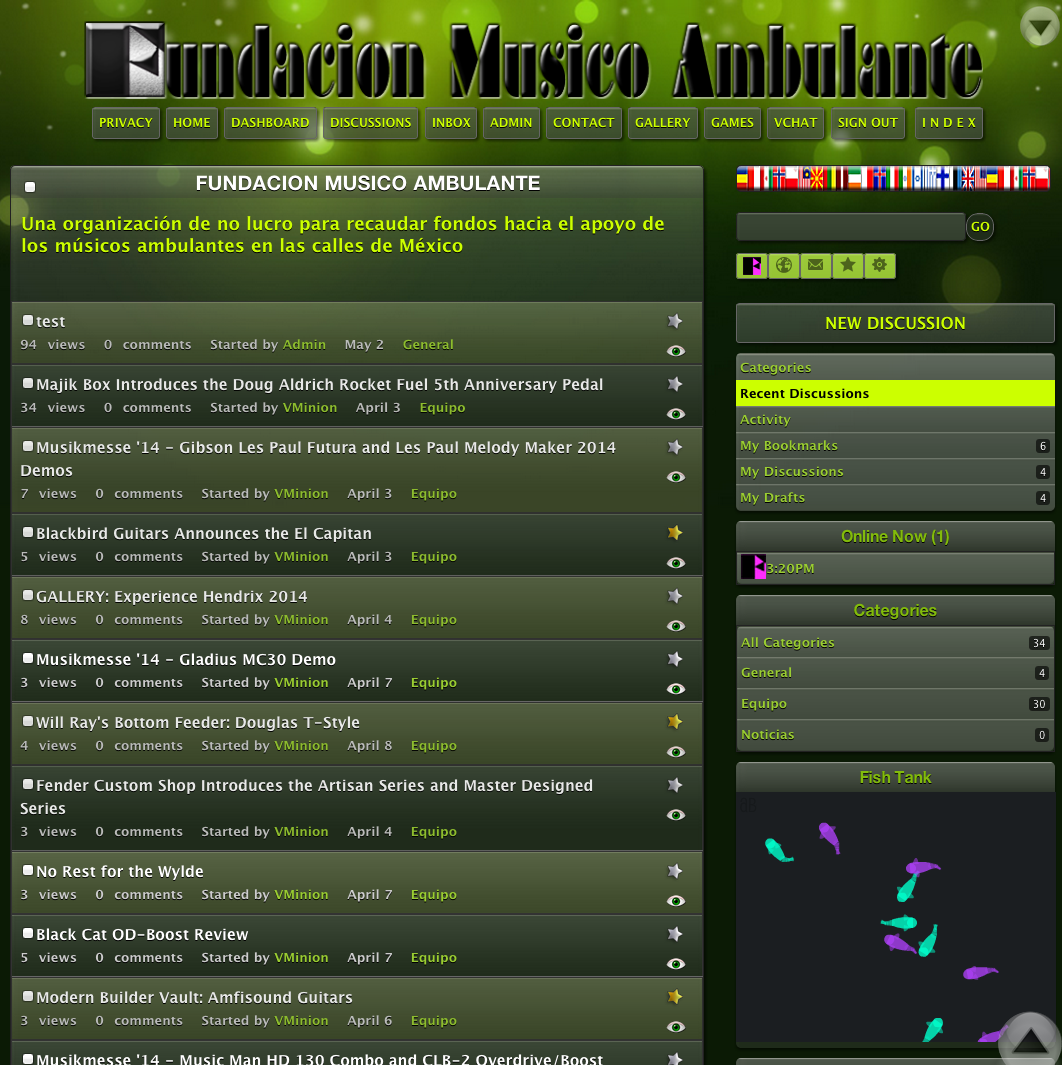 Fundacion Musico Ambulante
PRIVACY HOME DASHBOARD DISCUSSIONS INBOX ADMIN CONTACT GALLERY GAMES VCHAT SIGN OUT I N D E X
FUNDACION MUSICO AMBULANTE
Una organización de no lucro para recaudar fondos hacia el apoyo de
los músicos ambulantes en las calles de México
test
94 views 0 comments Started by Admin May 2 General
Majik Box Introduces the Doug Aldrich Rocket Fuel 5th Anniversary Pedal
34 views 0 comments Started by VMinion April 3 Equipo
Musikmesse '14 - Gibson Les Paul Futura and Les Paul Melody Maker 2014
Demos
7 views 0 comments Started by VMinion April 3 Equipo
Blackbird Guitars Announces the El Capitan
5 views 0 comments Started by VMinion April 3 Equipo
GALLERY: Experience Hendrix 2014
8 views 0 comments Started by VMinion April 4 Equipo
Musikmesse '14 - Gladius MC30 Demo
3 views 0 comments Started by VMinion April 7 Equipo
Will Ray's Bottom Feeder: Douglas T-Style
4 views 0 comments Started by VMinion April 8 Equipo
Fender Custom Shop Introduces the Artisan Series and Master Designed
Series
3 views 0 comments Started by VMinion April 4 Equipo
No Rest for the Wylde
3 views 0 comments Started by VMinion April 7 Equipo
Black Cat OD-Boost Review
5 views 0 comments Started by VMinion April 7 Equipo
Modern Builder Vault: Amfisound Guitars
3 views 0 comments Started by VMinion April 6 Equipo
Musikmesse '14 - Music Man HD 130 Combo and CLB-2 Overdrive/Boost
GO
NEW DISCUSSION
Categories
Recent Discussions
Activity
My Bookmarks 6
My Discussions 4
My Drafts 4
Online Now (1)
3:20PM
Categories
All Categories 34
General 4
Equipo 30
Noticias 0
Fish Tank